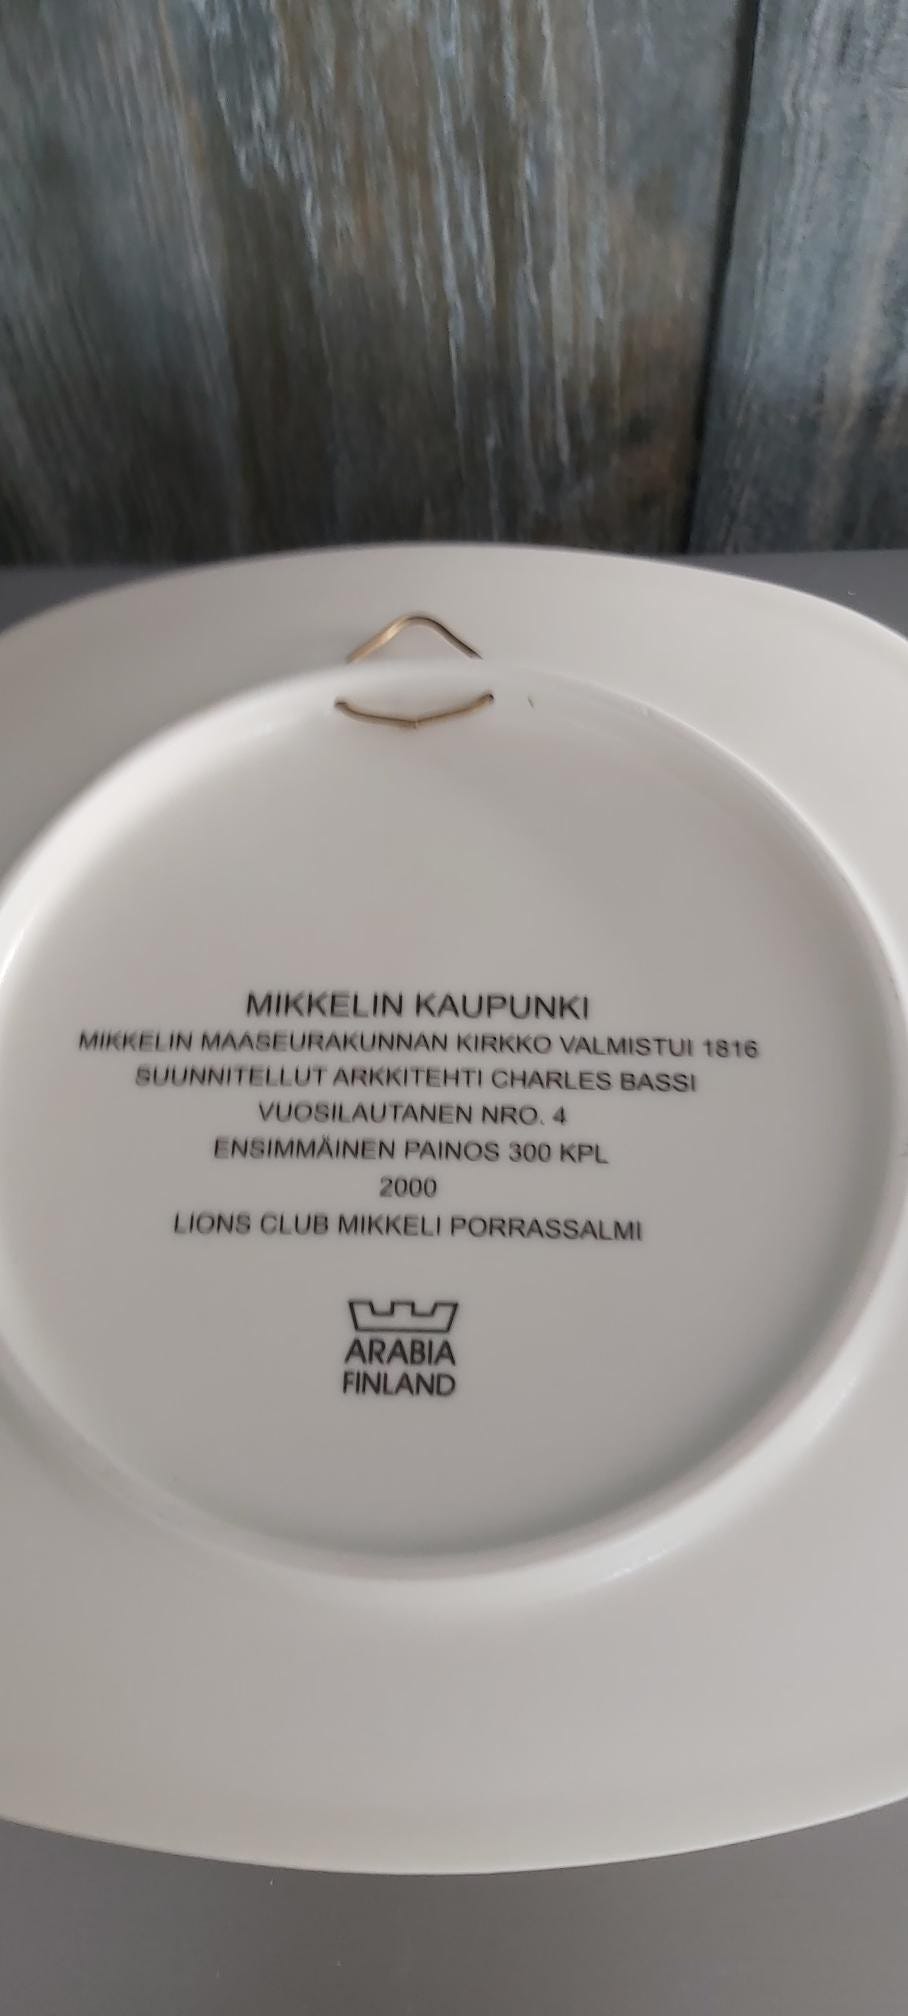 MIKKELIN KAUPUNKI
MIKKELIN MAASEURAKUNNAN KIRKKO VALMISTUI 1816
SUUNNITELLUT ARKKITEHTI CHARLES BASSI
VUOSILAUTANEN NRO. 4
ENSIMMÄINEN PAINOS 300 KPL
2000
LIONS CLUB MIKKELI PORRASSALMI
ARABIA
FINLAND